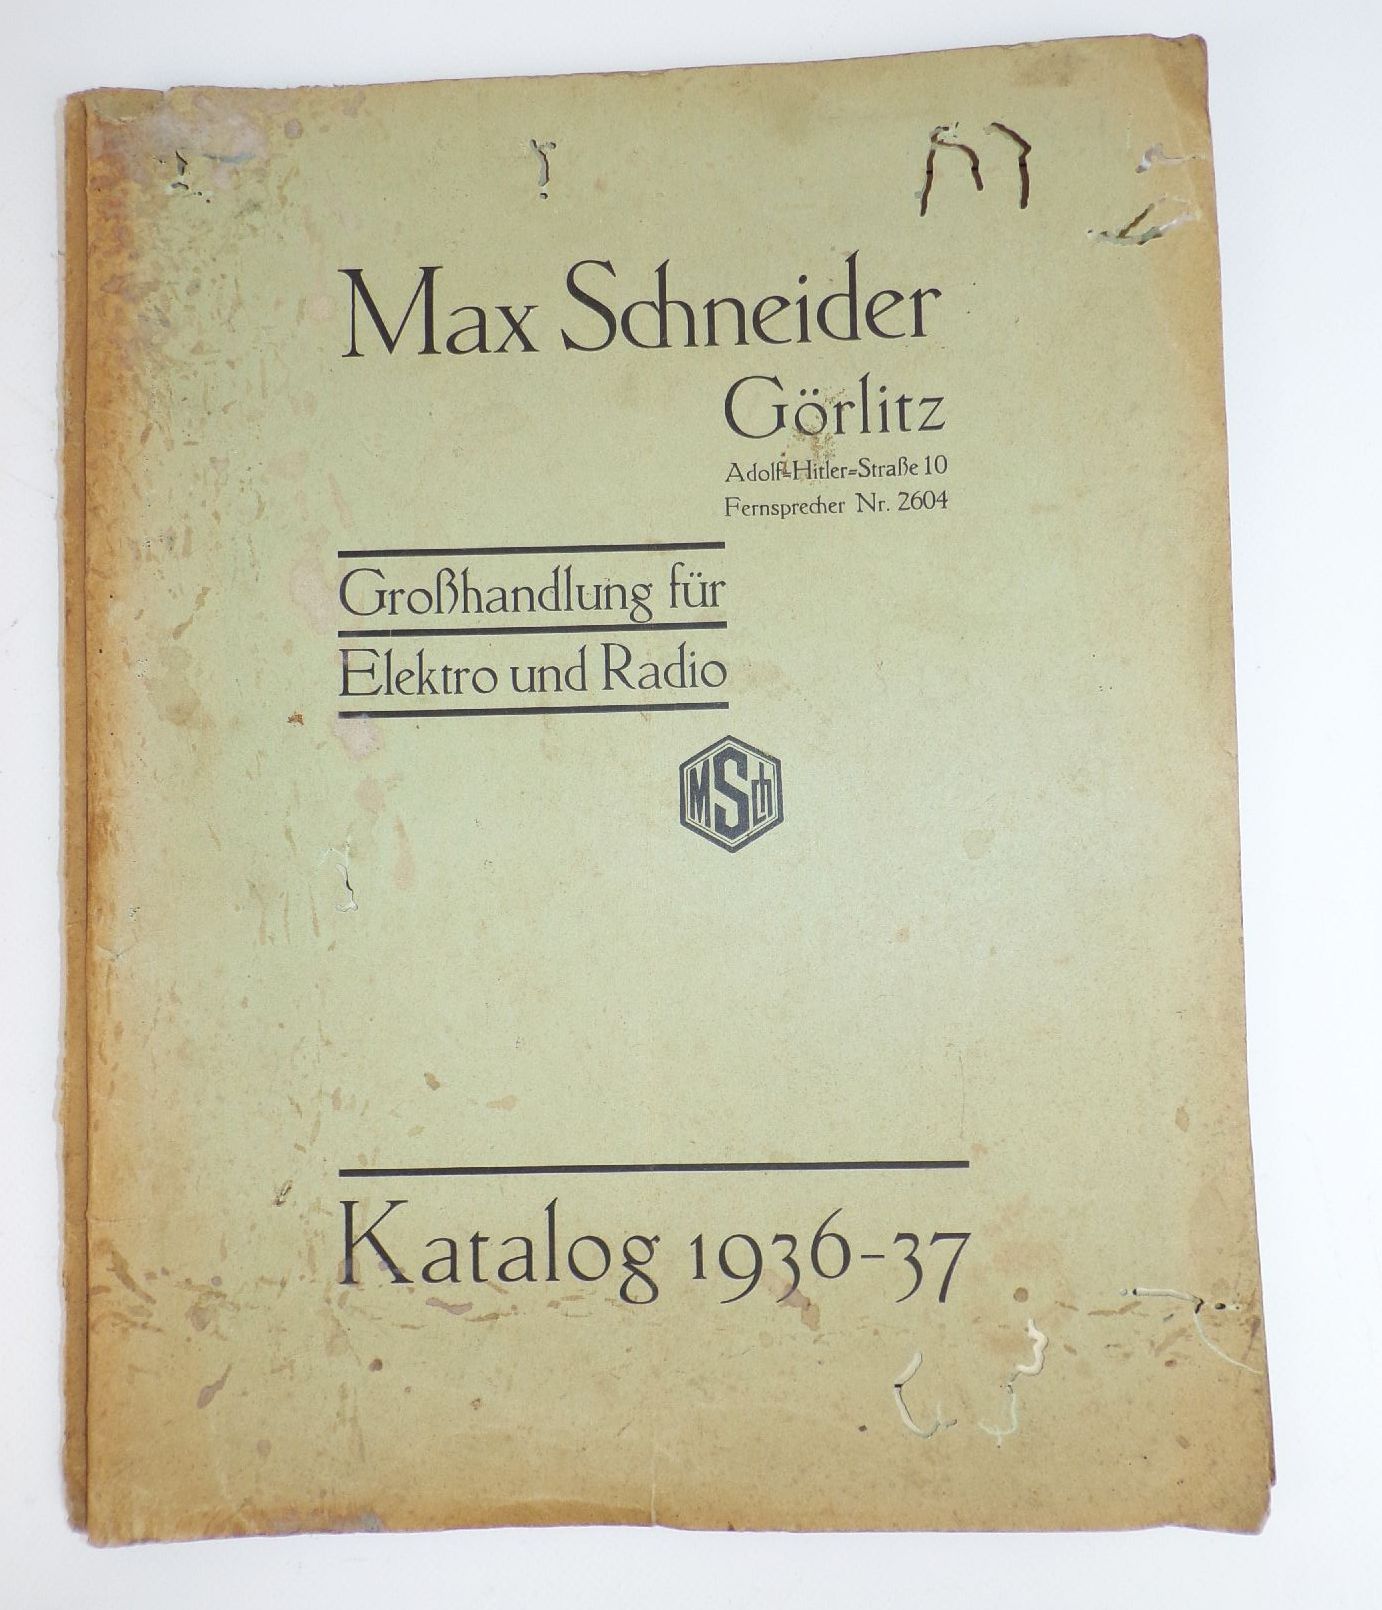 Max Schneider
Görlitz
Adolf-Hitler-Straße 10
Fernsprecher Nr. 2604
Großhandlung für
Elektro und Radio
MSch
Katalog 1936-37